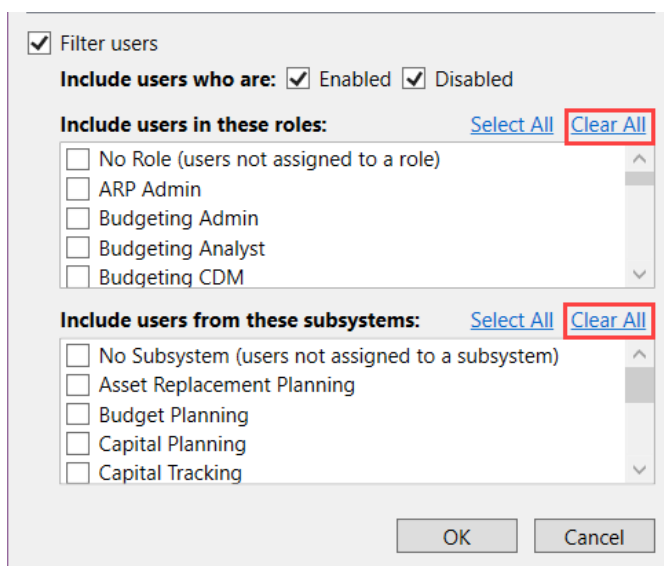 Filter users
Include users who are: Enabled Disabled
Include users in these roles: Select All Clear All
No Role (users not assigned to a role)
ARP Admin
Budgeting Admin
Budgeting Analyst
Budgeting CDM
Include users from these subsystems: Select All Clear All
No Subsystem (users not assigned to a subsystem)
Asset Replacement Planning
Budget Planning
Capital Planning
Capital Tracking
OK Cancel